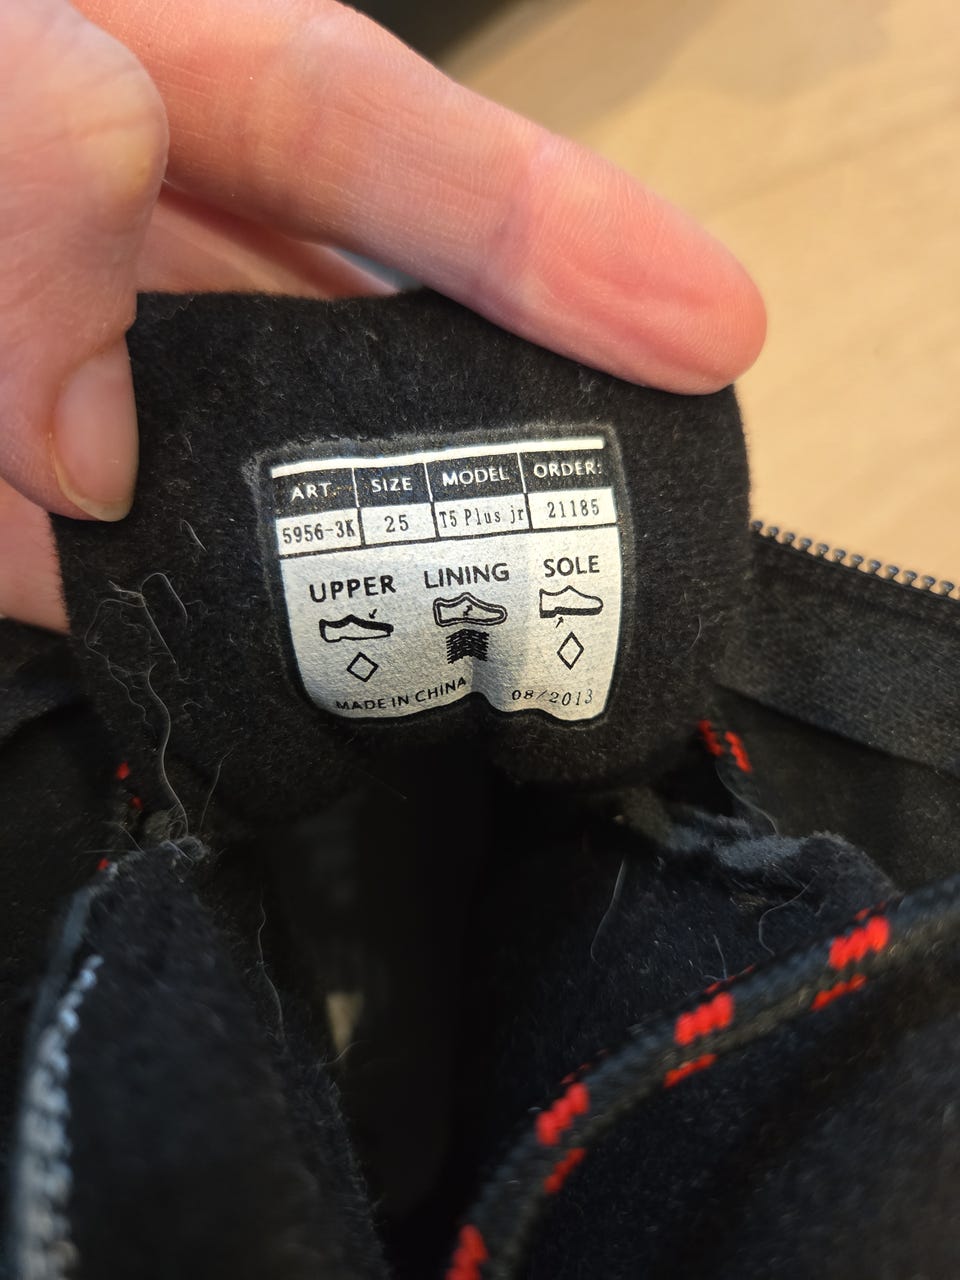 ART. SIZE MODEL ORDER:
5956-3K 25 T5 Plus jr 21185
UPPER LINING SOLE
MADE IN CHINA 08/2013